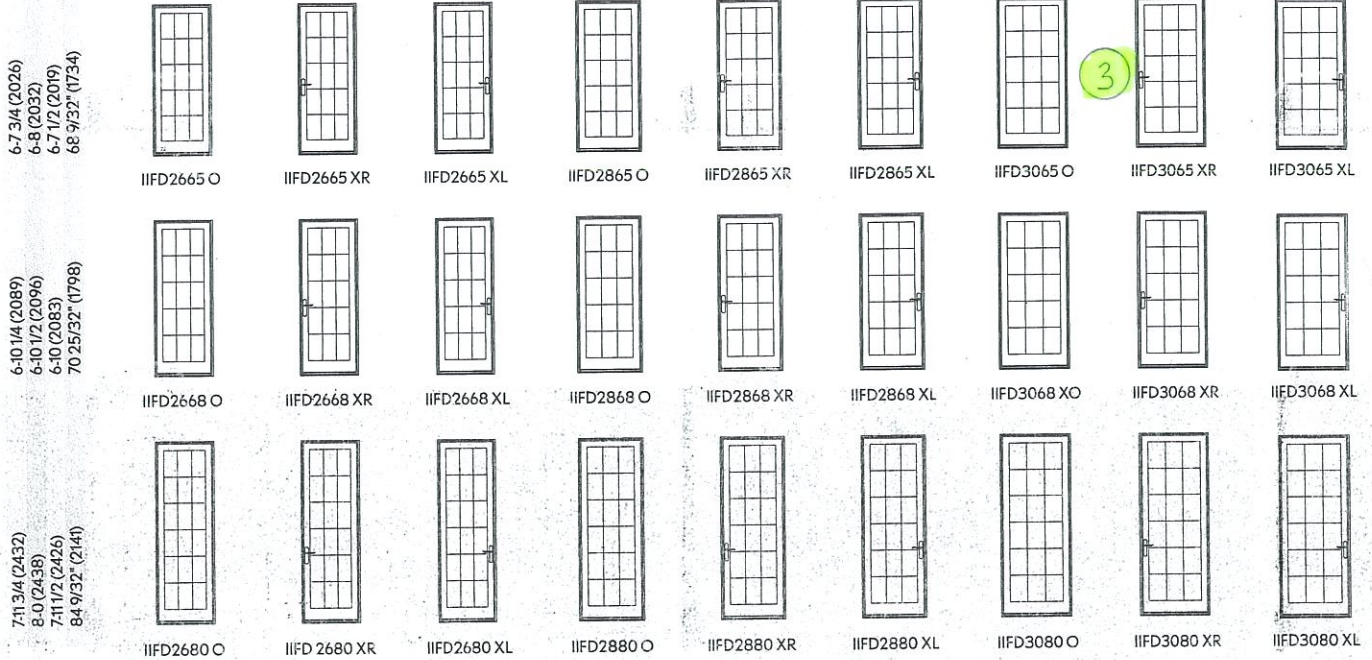 6-7 3/4 (2026)
6-8 (2032)
6-7 1/2 (2019)
68 9/32" (1734)
3
IIFD2665 O
IIFD2665 XR
IIFD2665 XL
IIFD2865 O
IIFD2865 XR
IIFD2865 XL
IIFD3065 O
IIFD3065 XR
IIFD3065 XL
6-10 1/4 (2089)
6-10 1/2 (2096)
6-10 (2083)
70 25/32" (1798)
IIFD2668 O
IIFD2668 XR
IIFD2668 XL
IIFD2868 O
IIFD2868 XR
IIFD2868 XL
IIFD3068 XO
IIFD3068 XR
IIFD3068 XL
7-11 3/4 (2432)
8-0 (2438)
7-11 1/2 (2426)
84 9/32" (2141)
IIFD2680 O
IIFD 2680 XR
IIFD2680 XL
IIFD2880 O
IIFD2880 XR
IIFD2880 XL
IIFD3080 O
IIFD3080 XR
IIFD3080 XL